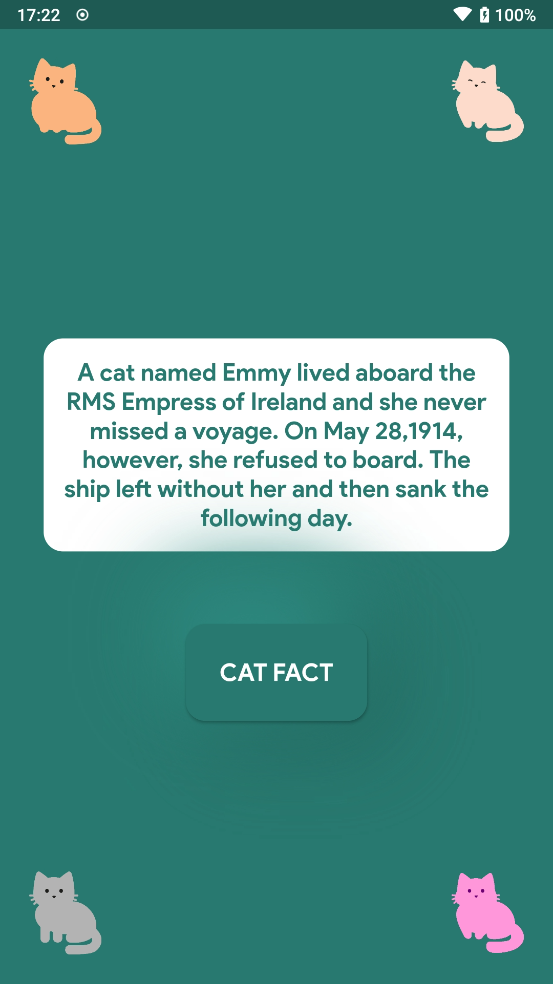 17:22
100%
A cat named Emmy lived aboard the
RMS Empress of Ireland and she never
missed a voyage. On May 28,1914,
however, she refused to board. The
ship left without her and then sank the
following day.
CAT FACT